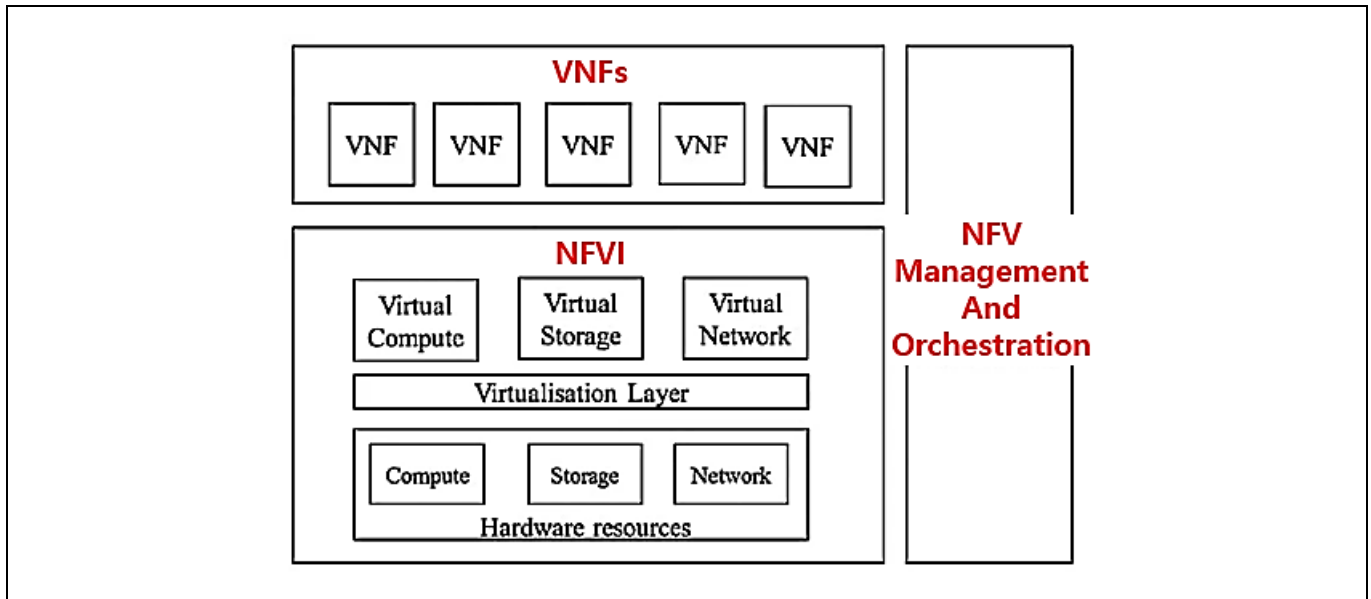 VNFs
VNF VNF VNF VNF VNF
NFVI
Virtual
Compute
Virtual
Storage
Virtual
Network
Virtualisation Layer
Compute
Storage
Network
Hardware resources
NFV
Management
And
Orchestration